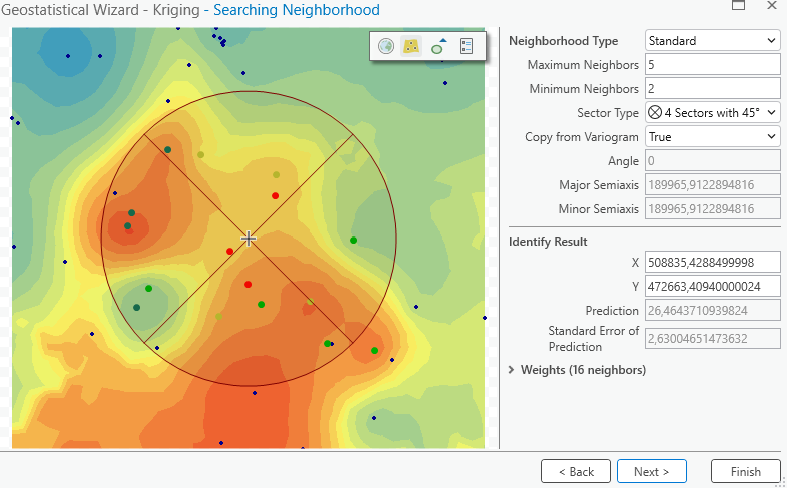 Geostatistical Wizard - Kriging - Searching Neighborhood
Neighborhood Type Standard
Maximum Neighbors 5
Minimum Neighbors 2
Sector Type 4 Sectors with 45°
Copy from Variogram True
Angle 0
Major Semiaxis 189965,9122894816
Minor Semiaxis 189965,9122894816
Identify Result
X 508835,4288499998
Y 472663,40940000024
Prediction 26,4643710939824
Standard Error of
Prediction 2,63004651473632
Weights (16 neighbors)
< Back Next > Finish